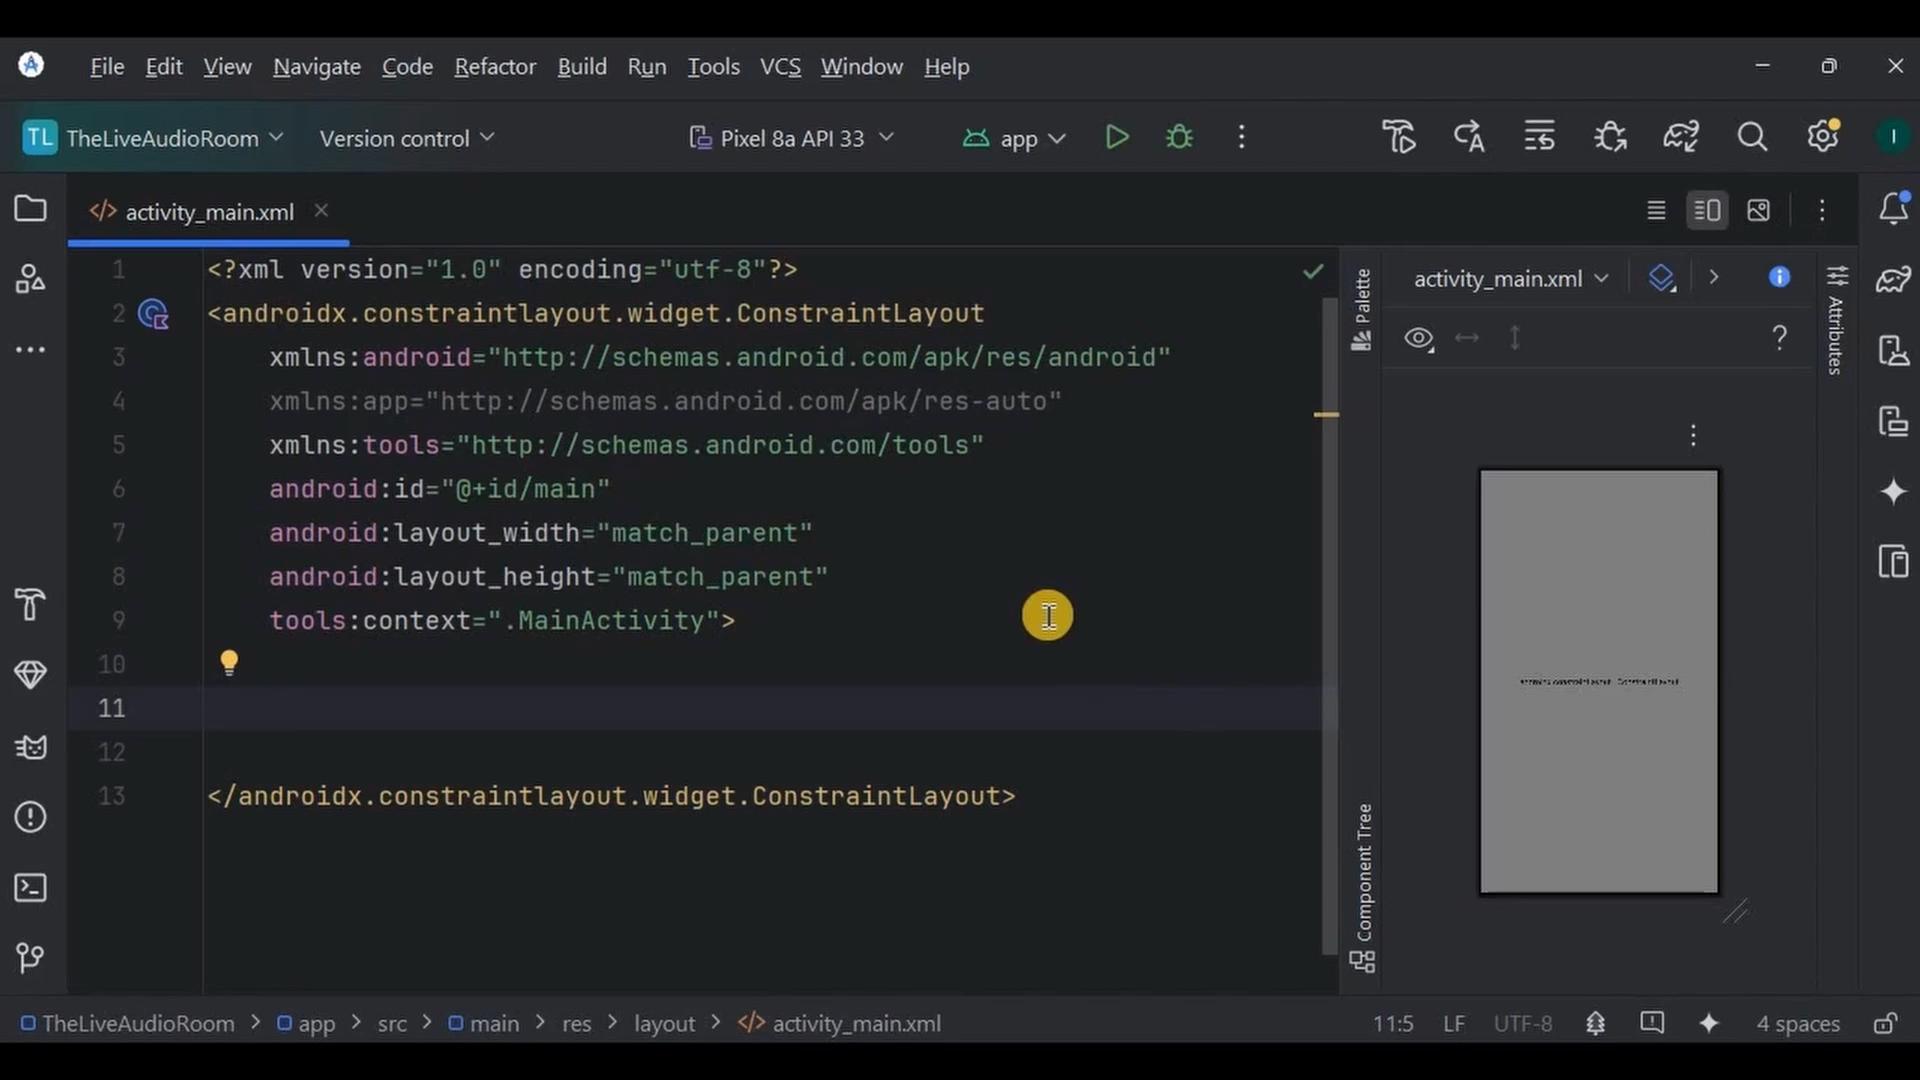 File Edit View Navigate Code Refactor Build Run Tools VCS Window Help
TL TheLiveAudioRoom Version control Pixel 8a API 33 app I
</> activity_main.xml
1 <?xml version="1.0" encoding="utf-8"?>
2 <androidx.constraintlayout.widget.ConstraintLayout
3 xmlns:android="http://schemas.android.com/apk/res/android"
4 xmlns:app="http://schemas.android.com/apk/res-auto"
5 xmlns:tools="http://schemas.android.com/tools"
6 android:id="@+id/main"
7 android:layout_width="match_parent"
8 android:layout_height="match_parent"
9 tools:context=".MainActivity">
10
11
12
13 </androidx.constraintlayout.widget.ConstraintLayout>
Palette
Component Tree
activity_main.xml
?
Attributes
TheLiveAudioRoom > app > src > main > res > layout > </> activity_main.xml
11:5 LF UTF-8 4 spaces